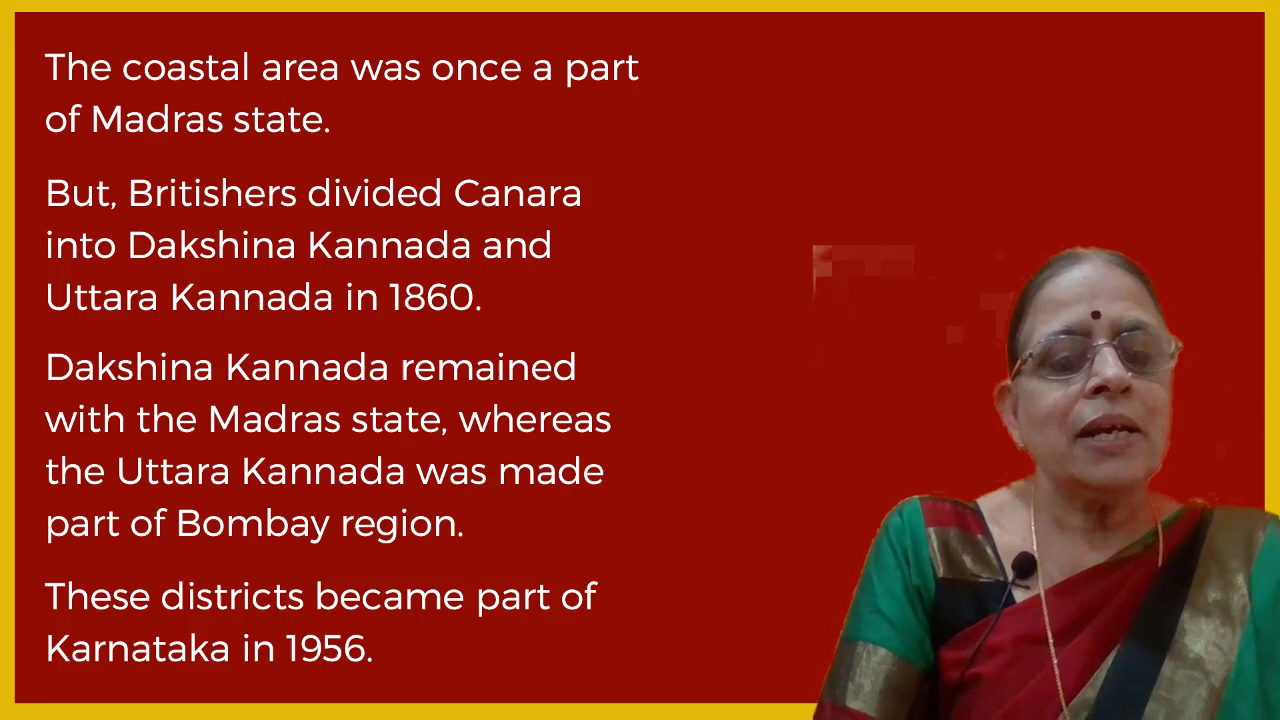 The coastal area was once a part
of Madras state.
But, Britishers divided Canara
into Dakshina Kannada and
Uttara Kannada in 1860.
Dakshina Kannada remained
with the Madras state, whereas
the Uttara Kannada was made
part of Bombay region.
These districts became part of
Karnataka in 1956.